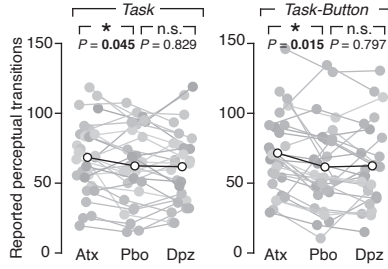 Task
Task-Button
* n.s.
P = 0.045 P = 0.829
* n.s.
P = 0.015 P = 0.797
Reported perceptual transitions
150
100
50
0
Atx Pbo Dpz
150
100
50
0
Atx Pbo Dpz